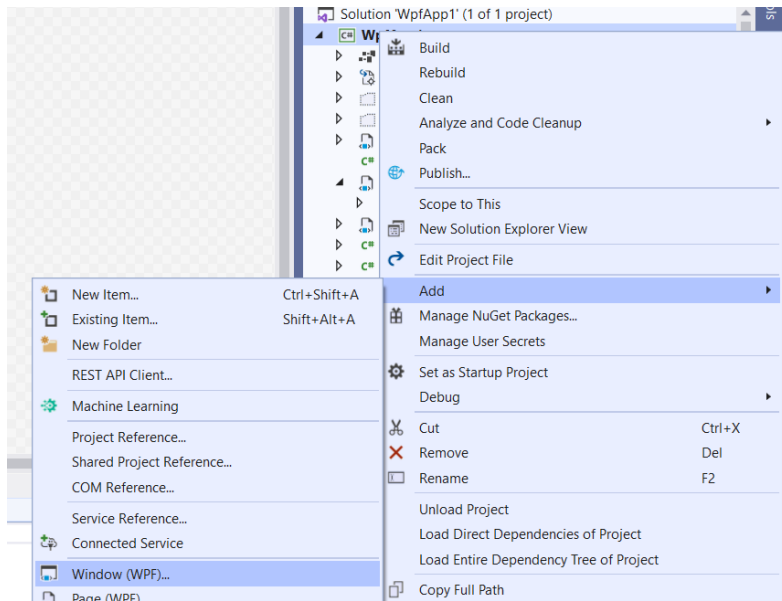 Solution 'WpfApp1' (1 of 1 project)
Build
Rebuild
Clean
Analyze and Code Cleanup
Pack
Publish...
Scope to This
New Solution Explorer View
Edit Project File
Add
Manage NuGet Packages...
Manage User Secrets
Set as Startup Project
Debug
Cut Ctrl+X
Remove Del
Rename F2
Unload Project
Load Direct Dependencies of Project
Load Entire Dependency Tree of Project
Copy Full Path
New Item... Ctrl+Shift+A
Existing Item... Shift+Alt+A
New Folder
REST API Client...
Machine Learning
Project Reference...
Shared Project Reference...
COM Reference...
Service Reference...
Connected Service
Window (WPF)...
Page (WPF)